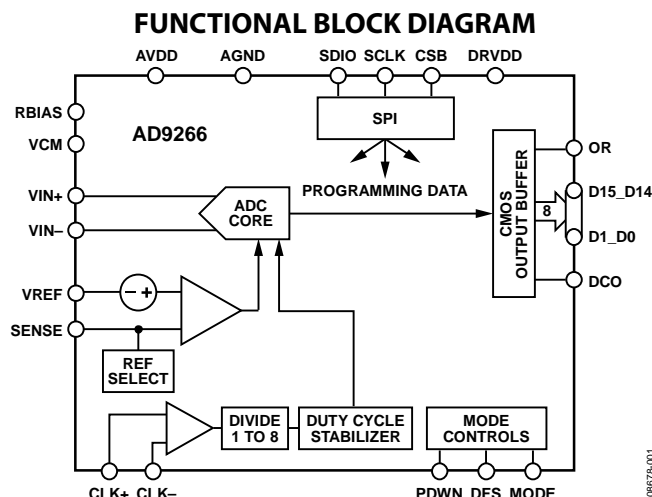 FUNCTIONAL BLOCK DIAGRAM
AVDD AGND SDIO SCLK CSB DRVDD
RBIAS
VCM
AD9266
SPI
PROGRAMMING DATA
VIN+
VIN–
ADC
CORE
CMOS
OUTPUT BUFFER
8
OR
D15_D14
D1_D0
DCO
VREF
– +
SENSE
REF
SELECT
DIVIDE
1 TO 8
DUTY CYCLE
STABILIZER
MODE
CONTROLS
CLK+ CLK–
PDWN DFS MODE
08678-001